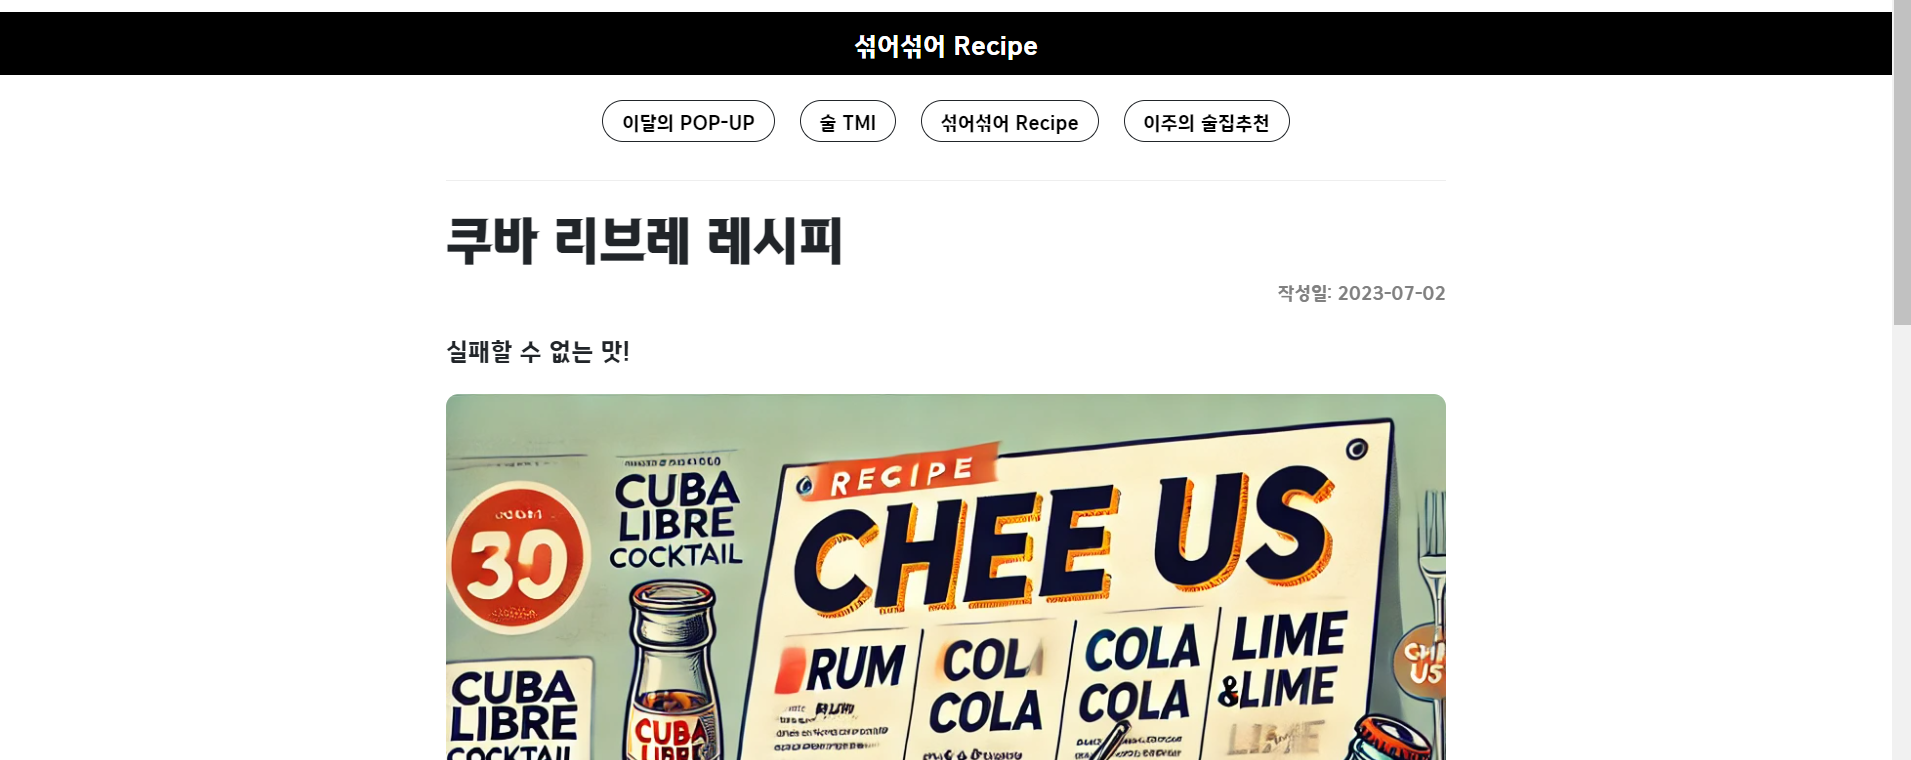 섞어섞어 Recipe
이달의 POP-UP
술 TMI
섞어섞어 Recipe
이주의 술집추천
쿠바 리브레 레시피
작성일: 2023-07-02
실패할 수 없는 맛!
RECIPE
CHEE US
30
CUBA
LIBRE
COCKTAIL
RUM
COLA
COLA
COLA
COLA
LIME
&LIME
CUBA
LIBRE
COCKTAIL
CUBA
LIBRE
US